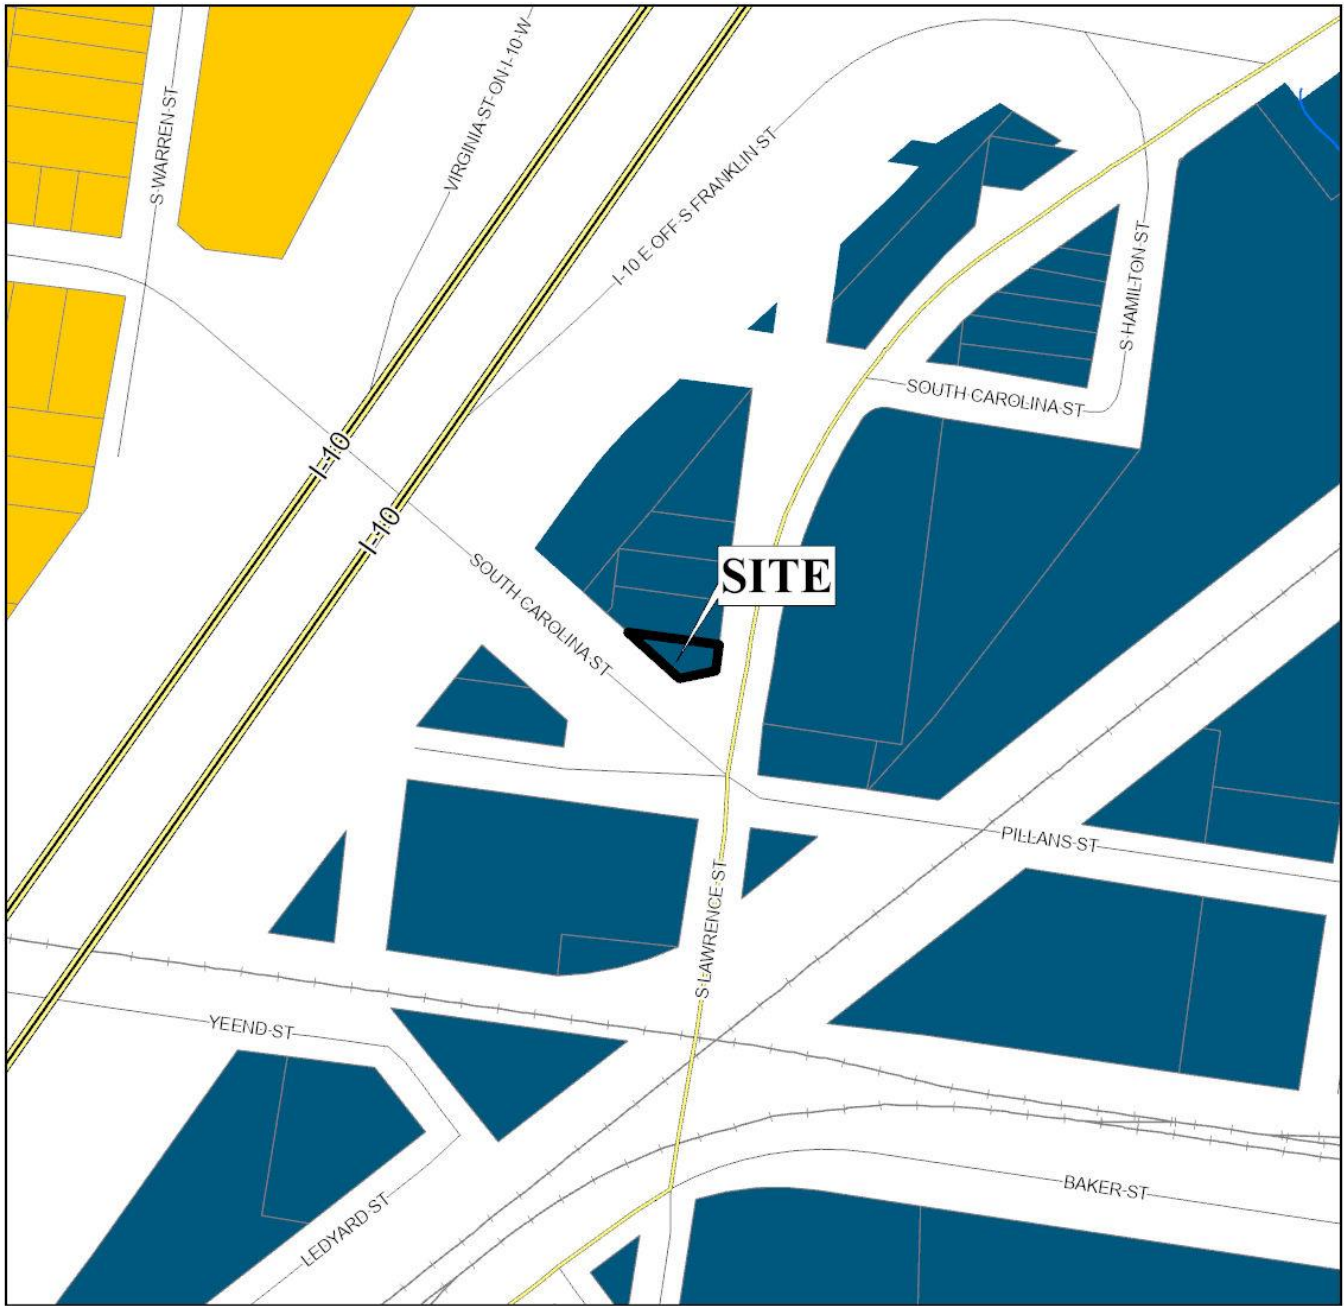 S WARREN ST
VIRGINIA ST ON I-10 W
I-10 E OFF S FRANKLIN ST
S HAMILTON ST
SOUTH CAROLINA ST
I-10
I-10
SOUTH CAROLINA ST
SITE
PILLANS ST
S LAWRENCE ST
YEEND ST
BAKER ST
LEDYARD ST